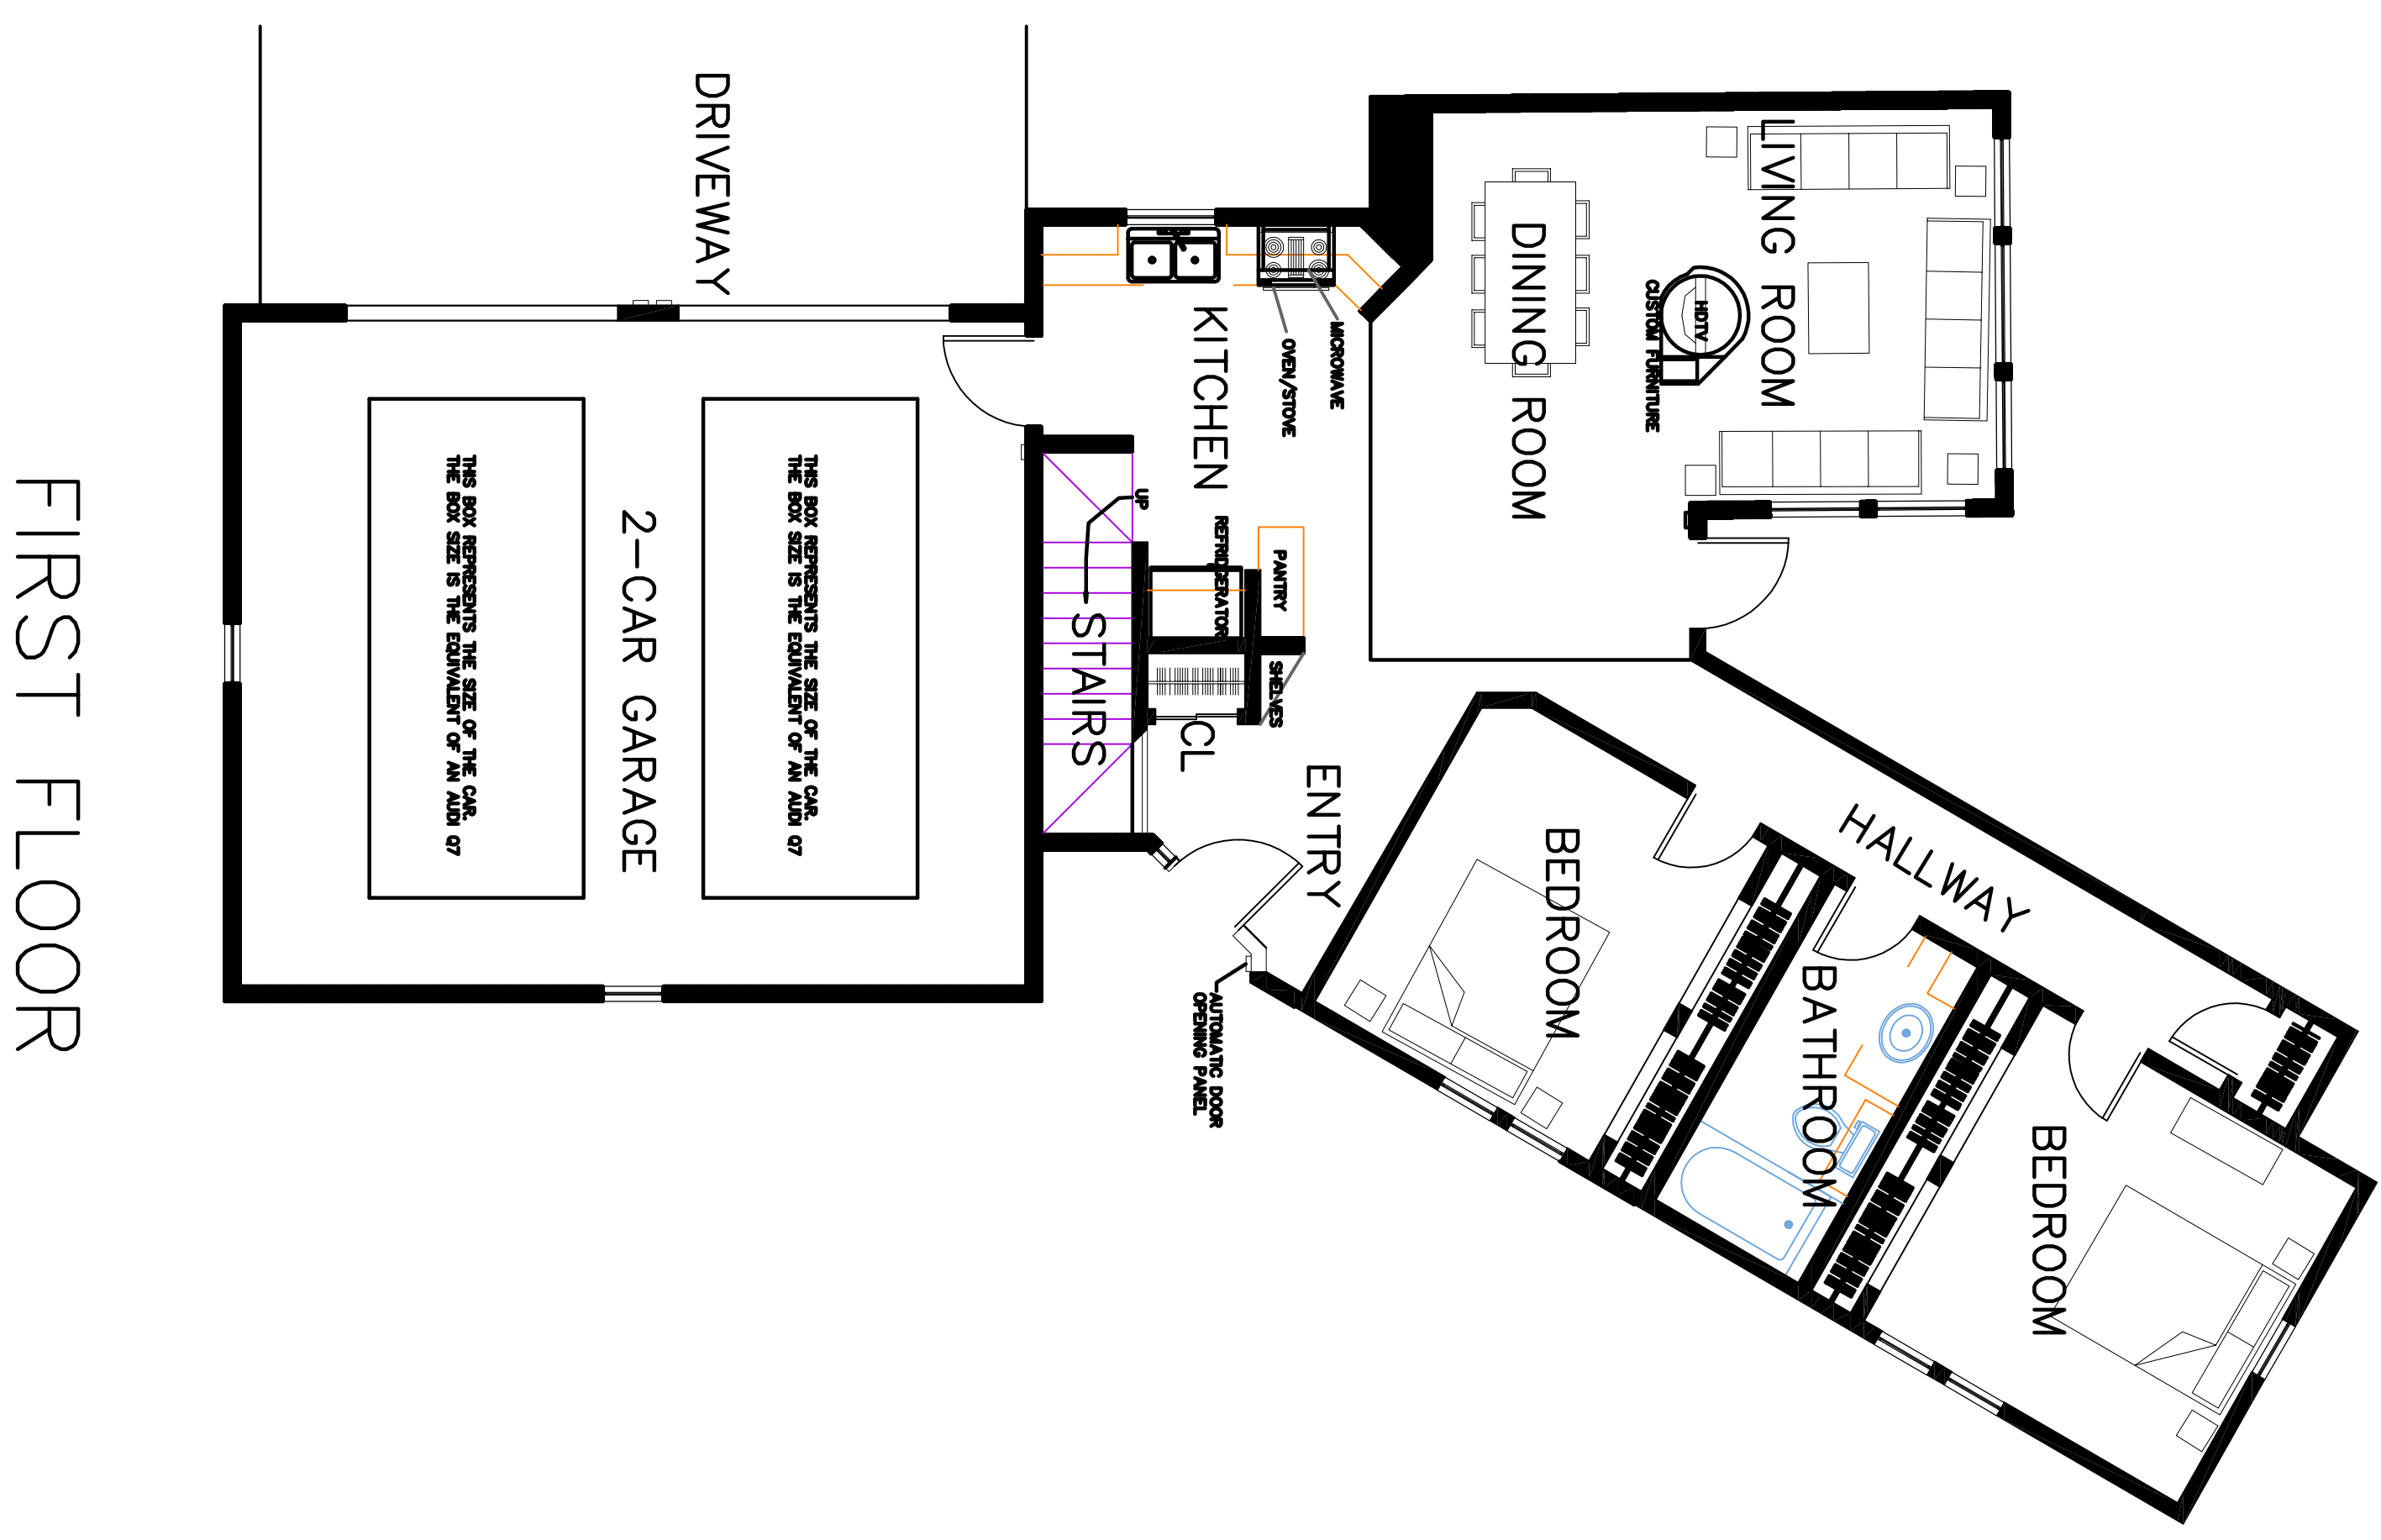 FIRST FLOOR
DRIVEWAY
2-CAR GARAGE
THIS BOX REPRESENTS THE SIZE OF THE CAR.
THE BOX SIZE IS THE EQUIVALENT OF AN AUDI Q7
THIS BOX REPRESENTS THE SIZE OF THE CAR.
THE BOX SIZE IS THE EQUIVALENT OF AN AUDI Q7
LIVING ROOM
HDTV
CUSTOM FURNITURE
DINING ROOM
MICROWAVE
OVEN/STOVE
KITCHEN
UP
STAIRS
REFRIDGERATOR
PANTRY
SHELVES
CL
ENTRY
AUTOMATIC DOOR
OPENING PANEL
HALLWAY
BEDROOM
BATHROOM
BEDROOM